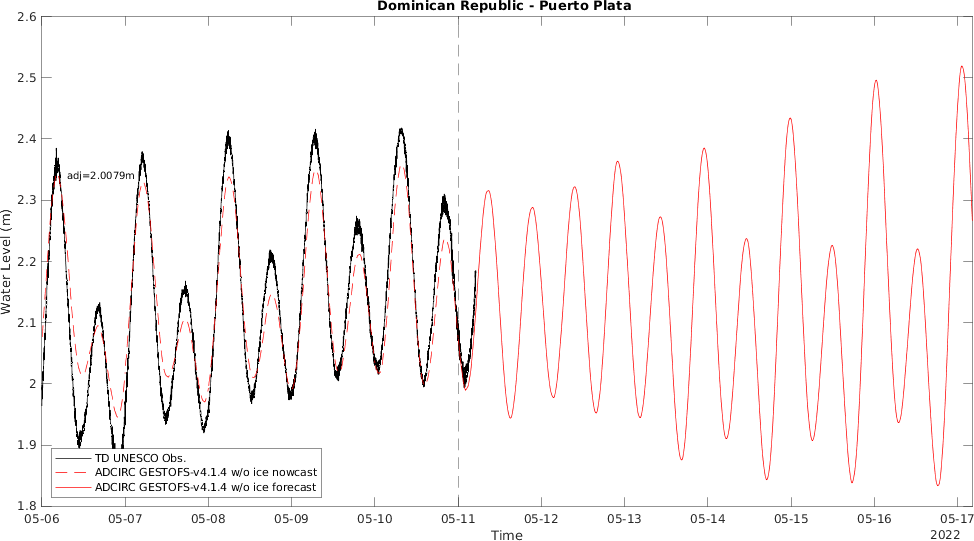 Dominican Republic - Puerto Plata
2.6
2.5
2.4
2.3
2.2
2.1
2
1.9
1.8
Water Level (m)
adj=2.0079m
TD UNESCO Obs.
ADCIRC GESTOFS-v4.1.4 w/o ice nowcast
ADCIRC GESTOFS-v4.1.4 w/o ice forecast
05-06 05-07 05-08 05-09 05-10 05-11 05-12 05-13 05-14 05-15 05-16 05-17
Time
2022